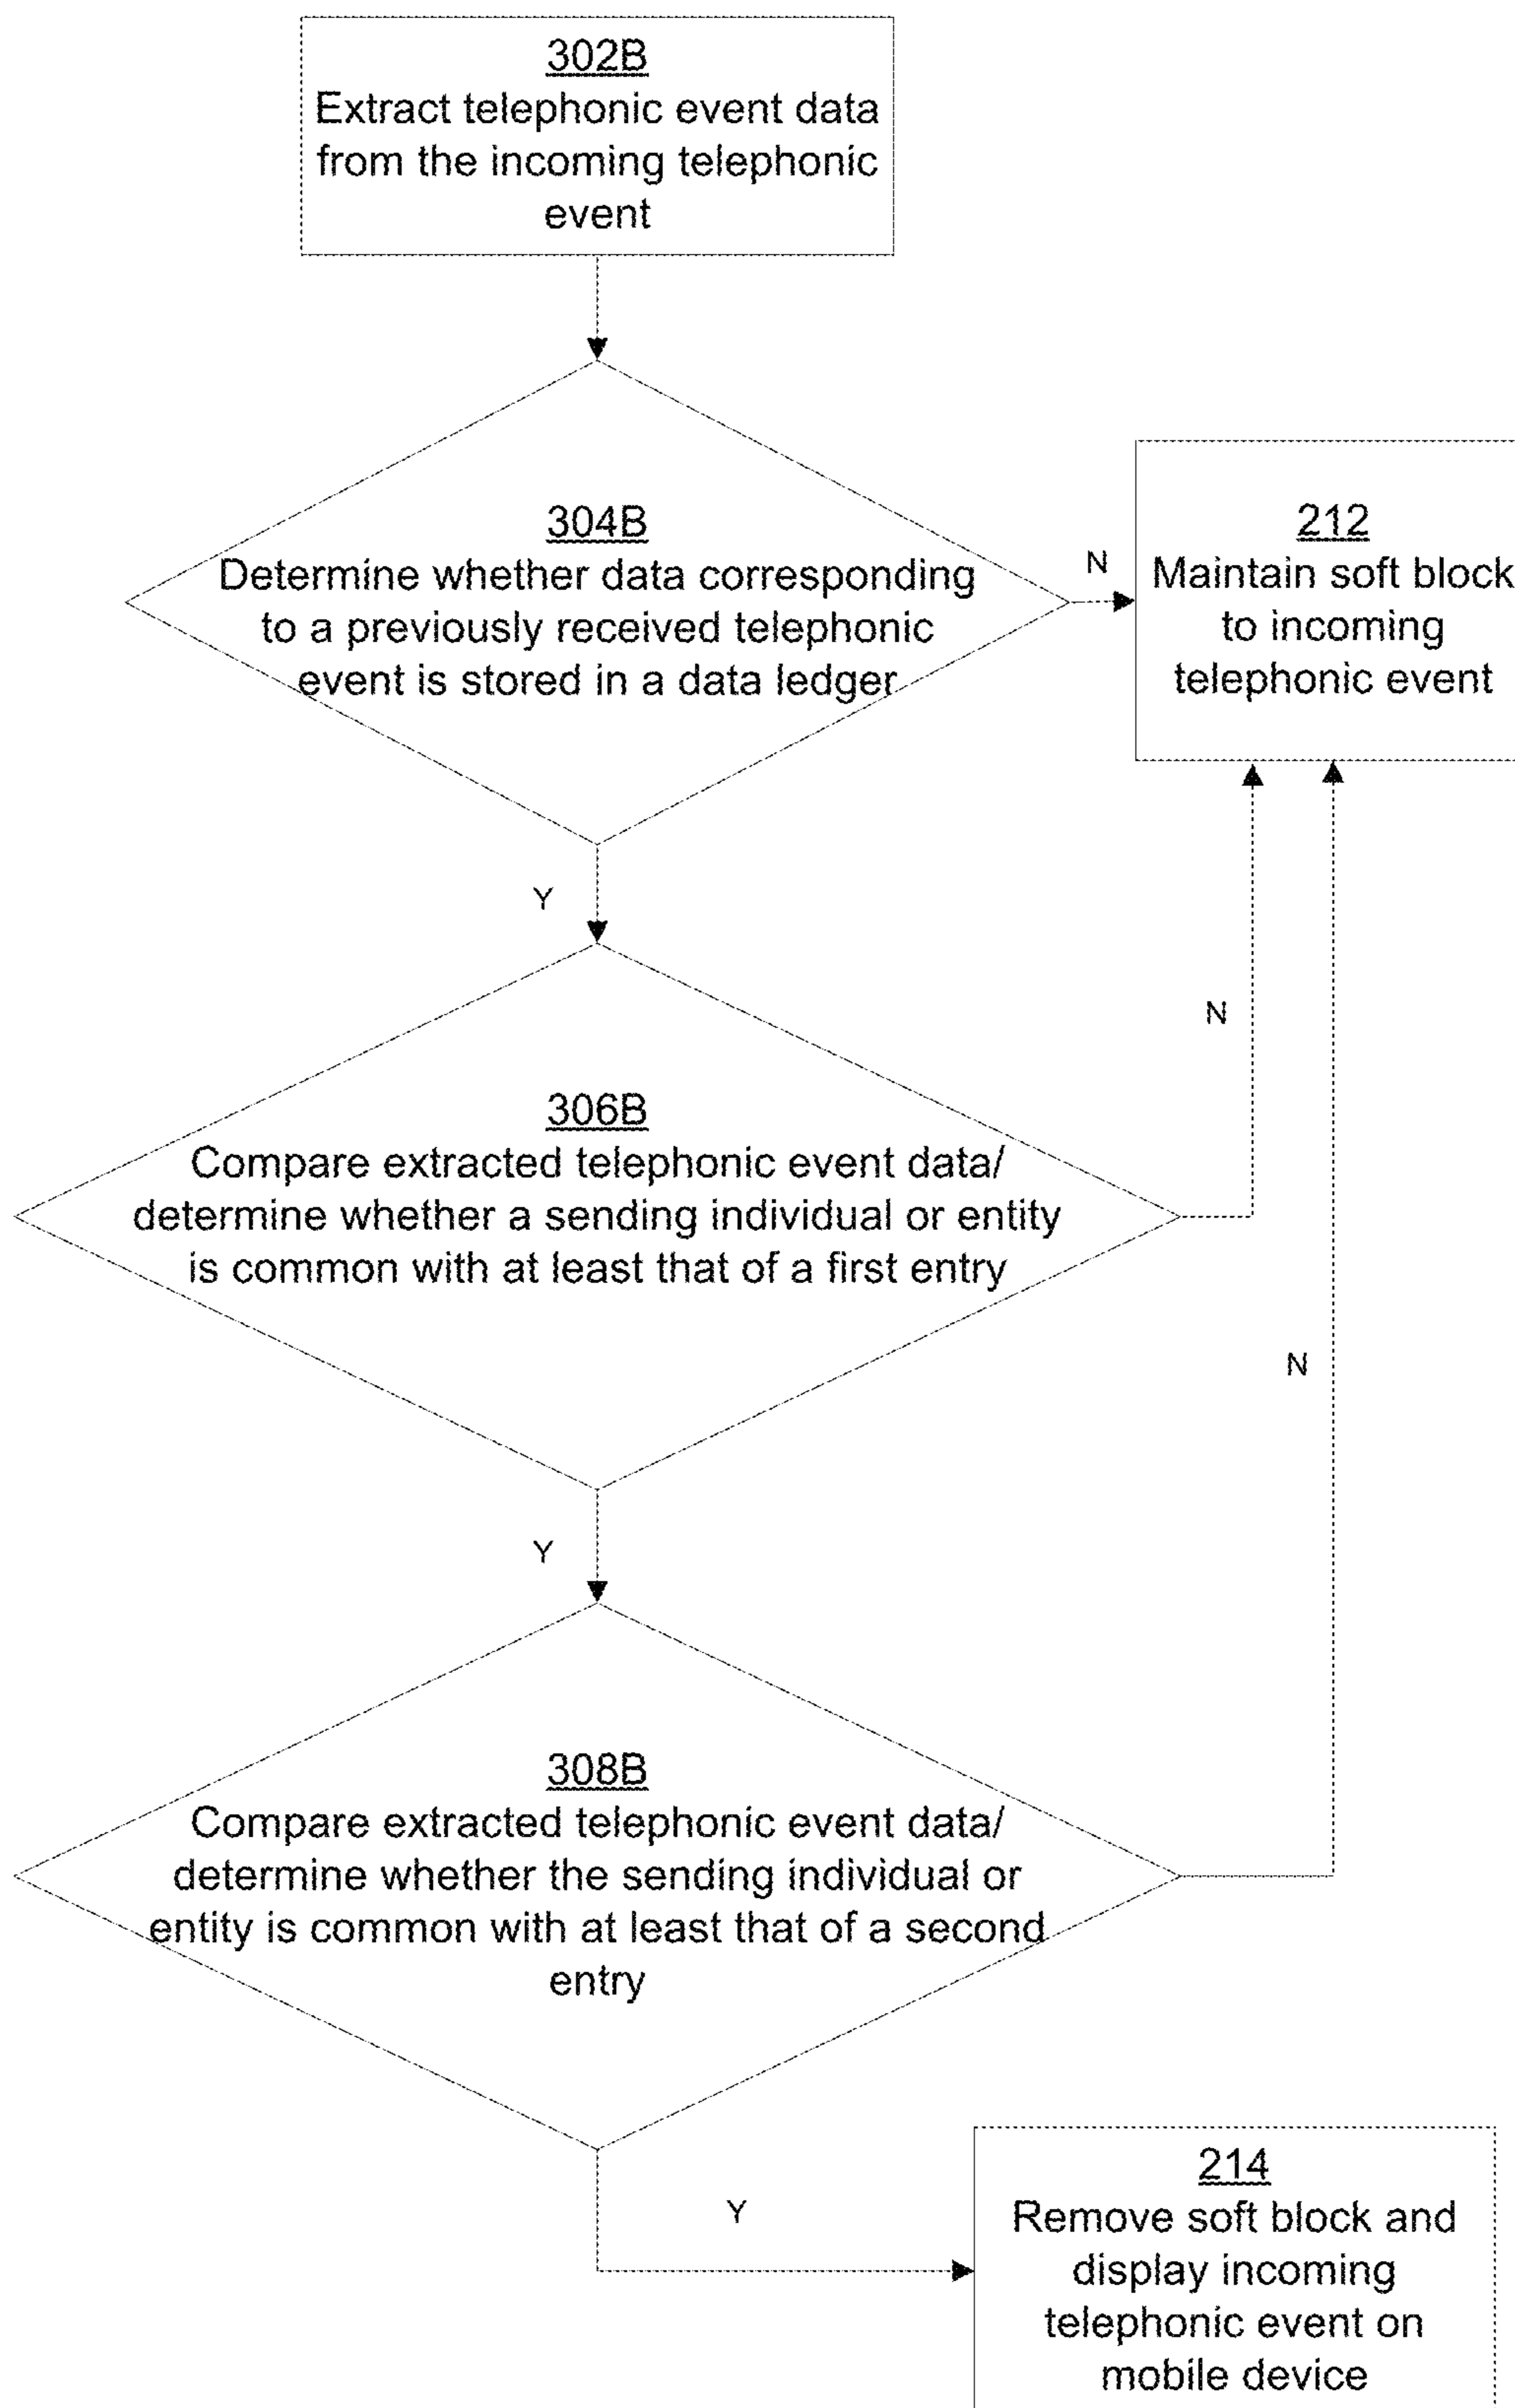 302B
Extract telephonic event data
from the incoming telephonic
event
304B
Determine whether data corresponding
to a previously received telephonic
event is stored in a data ledger
N
212
Maintain soft block
to incoming
telephonic event
Y
306B
Compare extracted telephonic event data/
determine whether a sending individual or entity
is common with at least that of a first entry
N
Y
N
308B
Compare extracted telephonic event data/
determine whether the sending individual or
entity is common with at least that of a second
entry
Y
214
Remove soft block and
display incoming
telephonic event on
mobile device